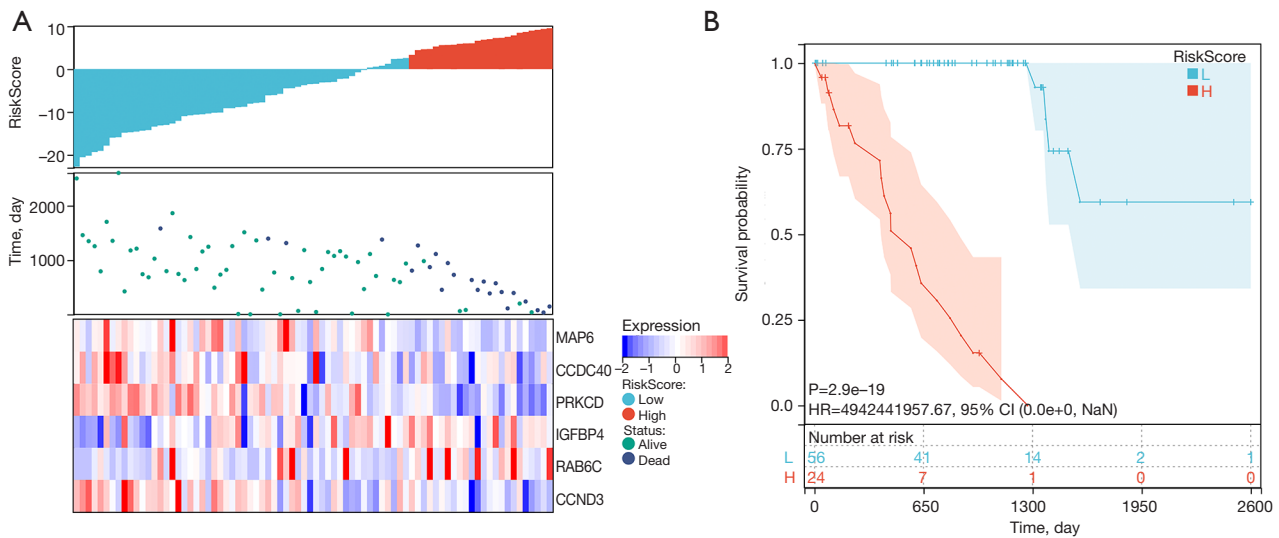 A
RiskScore
10
0
−10
−20
Time, day
2000
1000
MAP6
CCDC40
PRKCD
IGFBP4
RAB6C
CCND3
Expression
−2 −1 0 1 2
RiskScore:
Low
High
Status:
Alive
Dead
B
RiskScore
L
H
Survival probability
1.0
0.75
0.5
0.25
0.0
P=2.9e−19
HR=4942441957.67, 95% CI (0.0e+0, NaN)
Number at risk
L 56 41 14 2 1
H 24 7 1 0 0
0 650 1300 1950 2600
Time, day